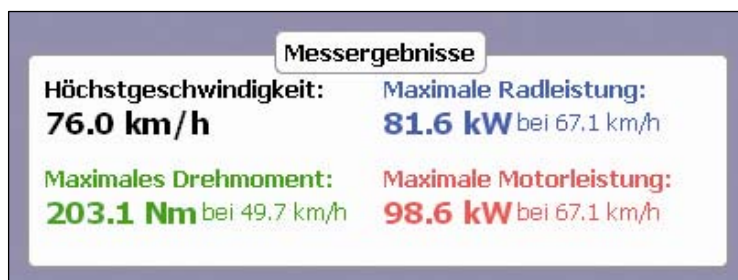 Messergebnisse
Höchstgeschwindigkeit:
76.0 km/h
Maximale Radleistung:
81.6 kW bei 67.1 km/h
Maximales Drehmoment:
203.1 Nm bei 49.7 km/h
Maximale Motorleistung:
98.6 kW bei 67.1 km/h